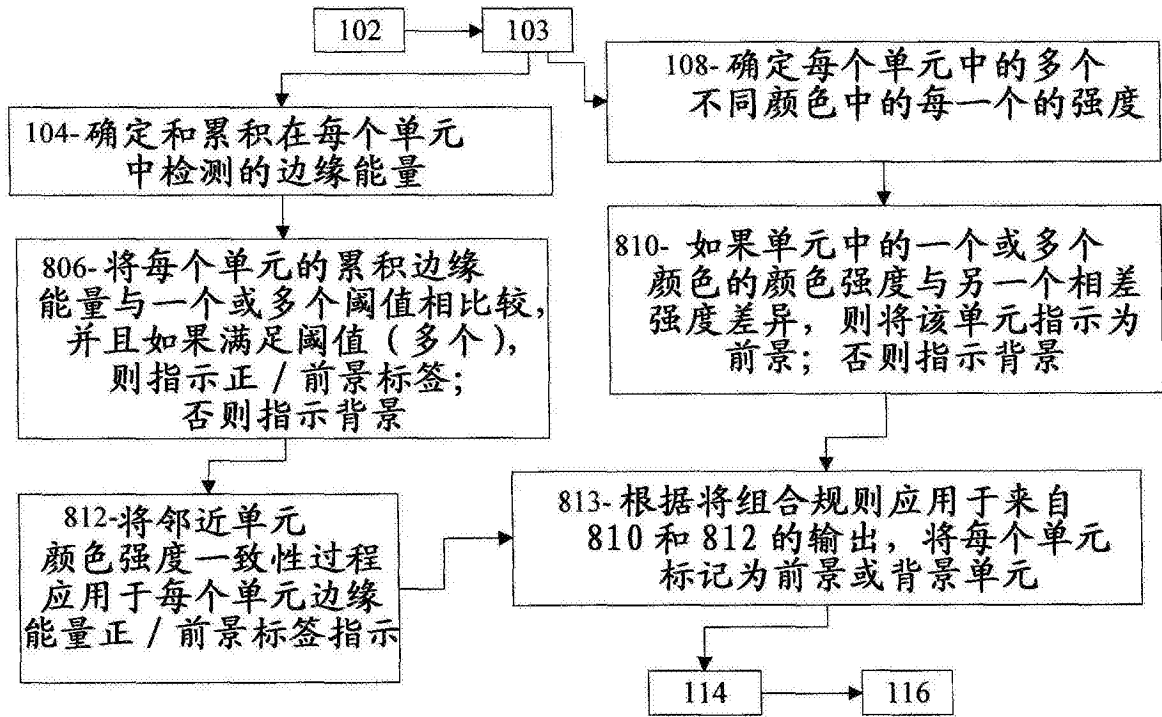 102
103
104-确定和累积在每个单元
中检测的边缘能量
108-确定每个单元中的多个
不同颜色中的每一个的强度
806-将每个单元的累积边缘
能量与一个或多个阈值相比较，
并且如果满足阈值（多个），
则指示正/前景标签；
否则指示背景
810-如果单元中的一个或多个
颜色的颜色强度与另一个相差
强度差异，则将该单元指示为
前景；否则指示背景
812-将邻近单元
颜色强度一致性过程
应用于每个单元边缘
能量正/前景标签指示
813-根据将组合规则应用于来自
810和812的输出，将每个单元
标记为前景或背景单元
114
116